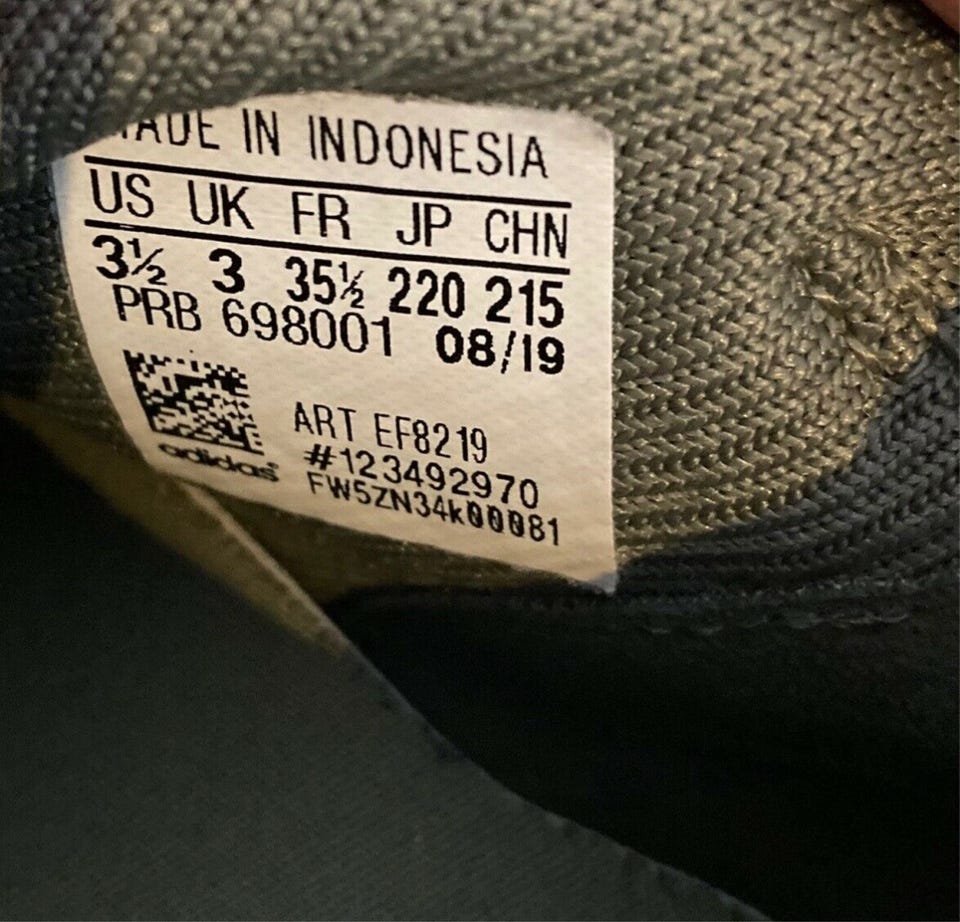 MADE IN INDONESIA
US UK FR JP CHN
3½ 3 35½ 220 215
PRB 698001 08/19
ART EF8219
#123492970
adidas
FW5ZN34k00081